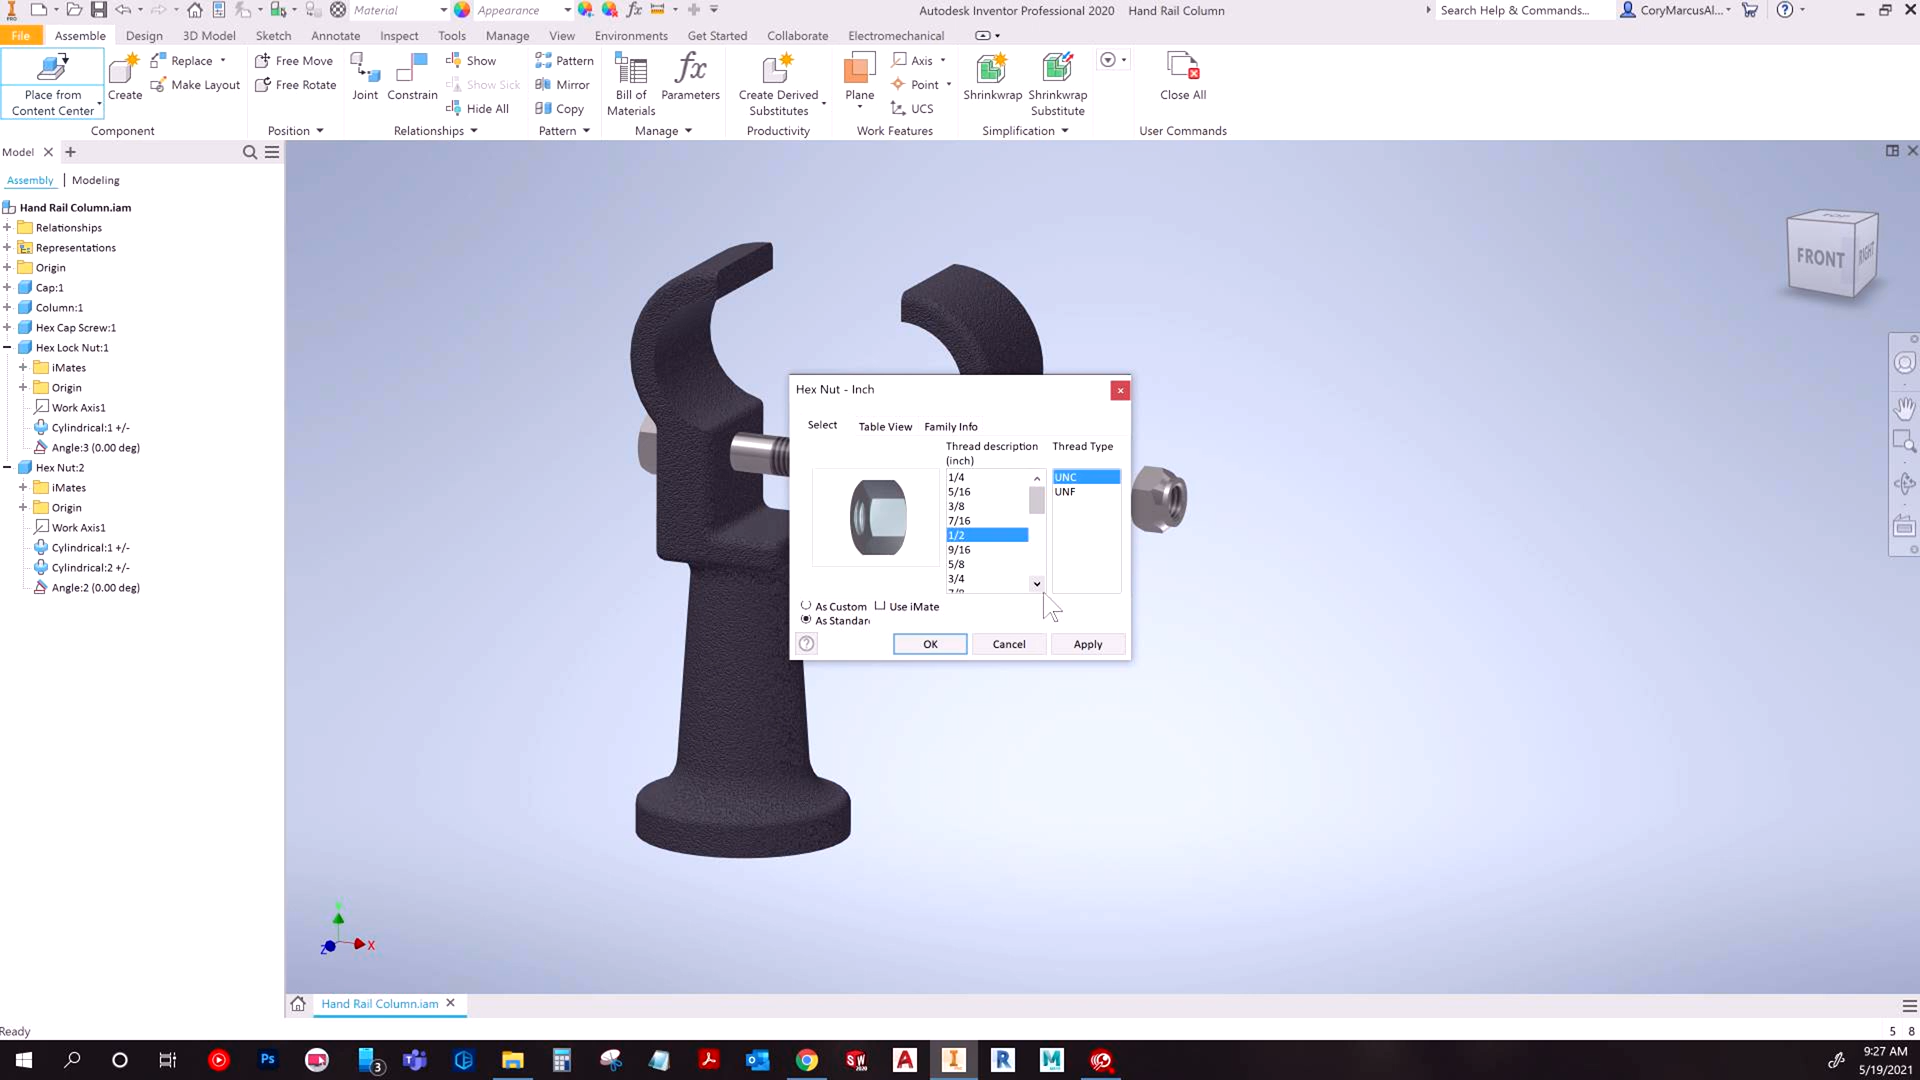 Material
Appearance
Autodesk Inventor Professional 2020 Hand Rail Column
Search Help & Commands...
CoryMarcusAl...
File Assemble Design 3D Model Sketch Annotate Inspect Tools Manage View Environments Get Started Collaborate Electromechanical
Place from
Content Center
Create
Replace
Make Layout
Component
Free Move
Free Rotate
Position
Joint
Constrain
Show
Show Sick
Hide All
Relationships
Pattern
Mirror
Copy
Pattern
Bill of
Materials
fx
Parameters
Manage
Create Derived
Substitutes
Productivity
Plane
Axis
Point
UCS
Work Features
Shrinkwrap
Shrinkwrap
Substitute
Simplification
Close All
User Commands
Model
Assembly | Modeling
Hand Rail Column.iam
Relationships
Representations
Origin
Cap:1
Column:1
Hex Cap Screw:1
Hex Lock Nut:1
iMates
Origin
Work Axis1
Cylindrical:1 +/-
Angle:3 (0.00 deg)
Hex Nut:2
iMates
Origin
Work Axis1
Cylindrical:1 +/-
Cylindrical:2 +/-
Angle:2 (0.00 deg)
TOP
FRONT
RIGHT
Hex Nut - Inch
Select Table View Family Info
Thread description
(inch)
Thread Type
1/4
5/16
3/8
7/16
1/2
9/16
5/8
3/4
7/8
UNC
UNF
As Custom
Use iMate
As Standar
OK Cancel Apply
Y
Z
X
Hand Rail Column.iam
Ready
5 8
9:27 AM
5/19/2021